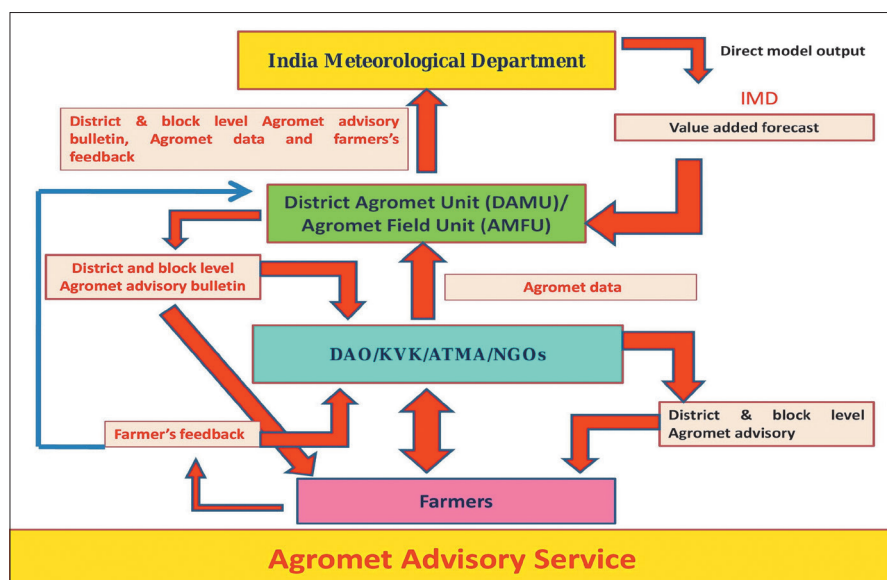 India Meteorological Department
Direct model output
IMD
Value added forecast
District & block level Agromet advisory
bulletin, Agromet data and farmers's
feedback
District Agromet Unit (DAMU)/
Agromet Field Unit (AMFU)
District and block level
Agromet advisory bulletin
Agromet data
DAO/KVK/ATMA/NGOs
District & block level
Agromet advisory
Farmer's feedback
Farmers
Agromet Advisory Service